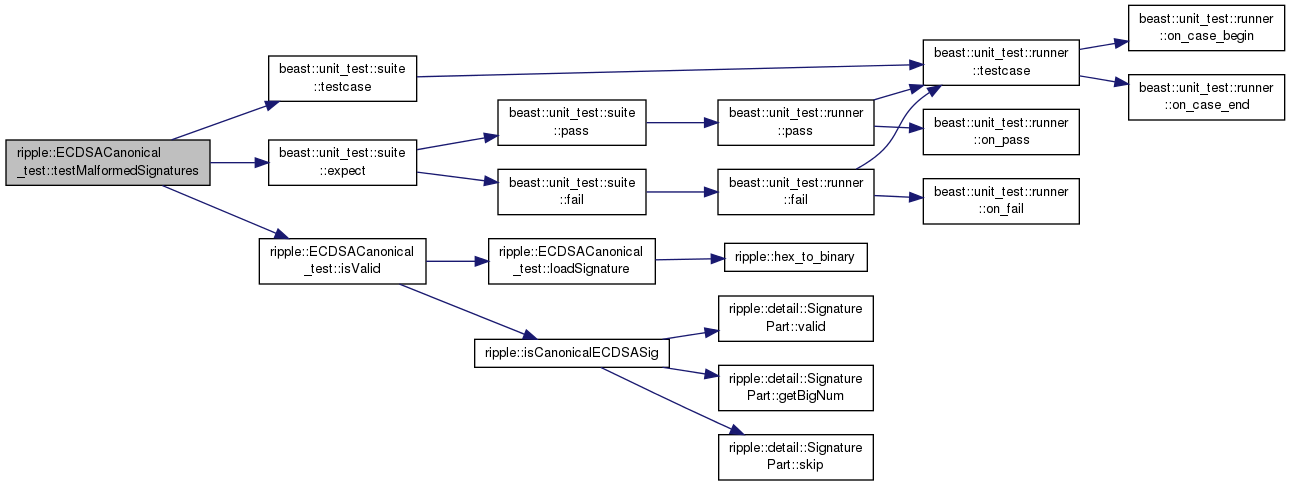 ripple::ECDSACanonical
_test::testMalformedSignatures
beast::unit_test::suite
::testcase
beast::unit_test::suite
::expect
ripple::ECDSACanonical
_test::isValid
beast::unit_test::suite
::pass
beast::unit_test::suite
::fail
ripple::ECDSACanonical
_test::loadSignature
ripple::isCanonicalECDSASig
beast::unit_test::runner
::pass
beast::unit_test::runner
::fail
ripple::hex_to_binary
ripple::detail::Signature
Part::valid
ripple::detail::Signature
Part::getBigNum
ripple::detail::Signature
Part::skip
beast::unit_test::runner
::testcase
beast::unit_test::runner
::on_pass
beast::unit_test::runner
::on_fail
beast::unit_test::runner
::on_case_begin
beast::unit_test::runner
::on_case_end